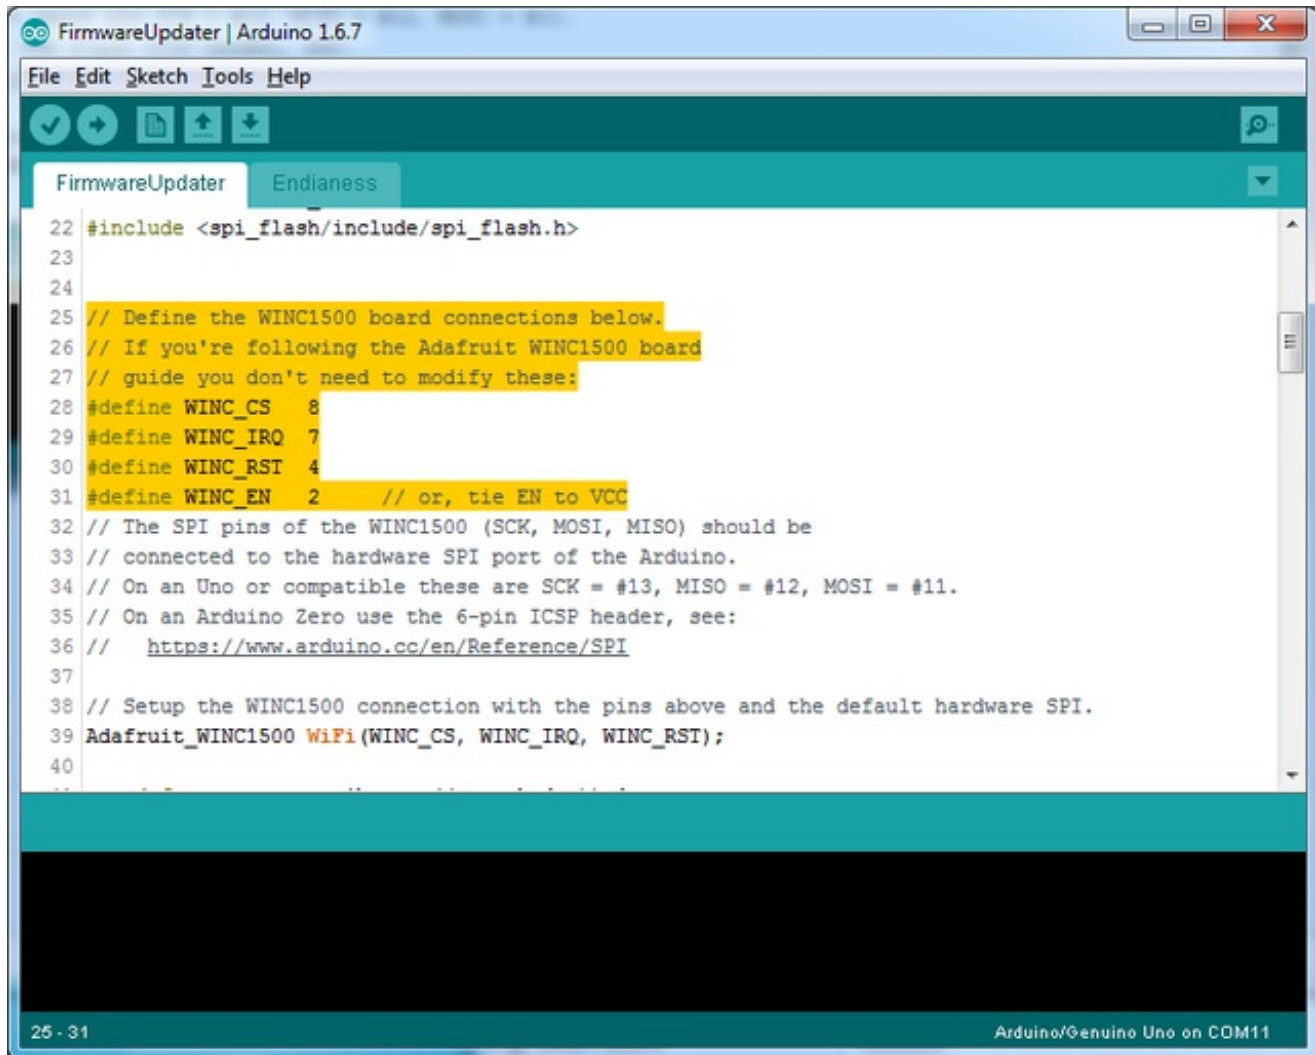 FirmwareUpdater | Arduino 1.6.7
File Edit Sketch Tools Help
FirmwareUpdater Endianess
22 #include <spi_flash/include/spi_flash.h>
23
24
25 // Define the WINC1500 board connections below.
26 // If you're following the Adafruit WINC1500 board
27 // guide you don't need to modify these:
28 #define WINC_CS   8
29 #define WINC_IRQ  7
30 #define WINC_RST  4
31 #define WINC_EN   2     // or, tie EN to VCC
32 // The SPI pins of the WINC1500 (SCK, MOSI, MISO) should be
33 // connected to the hardware SPI port of the Arduino.
34 // On an Uno or compatible these are SCK = #13, MISO = #12, MOSI = #11.
35 // On an Arduino Zero use the 6-pin ICSP header, see:
36 //   https://www.arduino.cc/en/Reference/SPI
37
38 // Setup the WINC1500 connection with the pins above and the default hardware SPI.
39 Adafruit_WINC1500 WiFi(WINC_CS, WINC_IRQ, WINC_RST);
40
25 - 31 Arduino/Genuino Uno on COM11